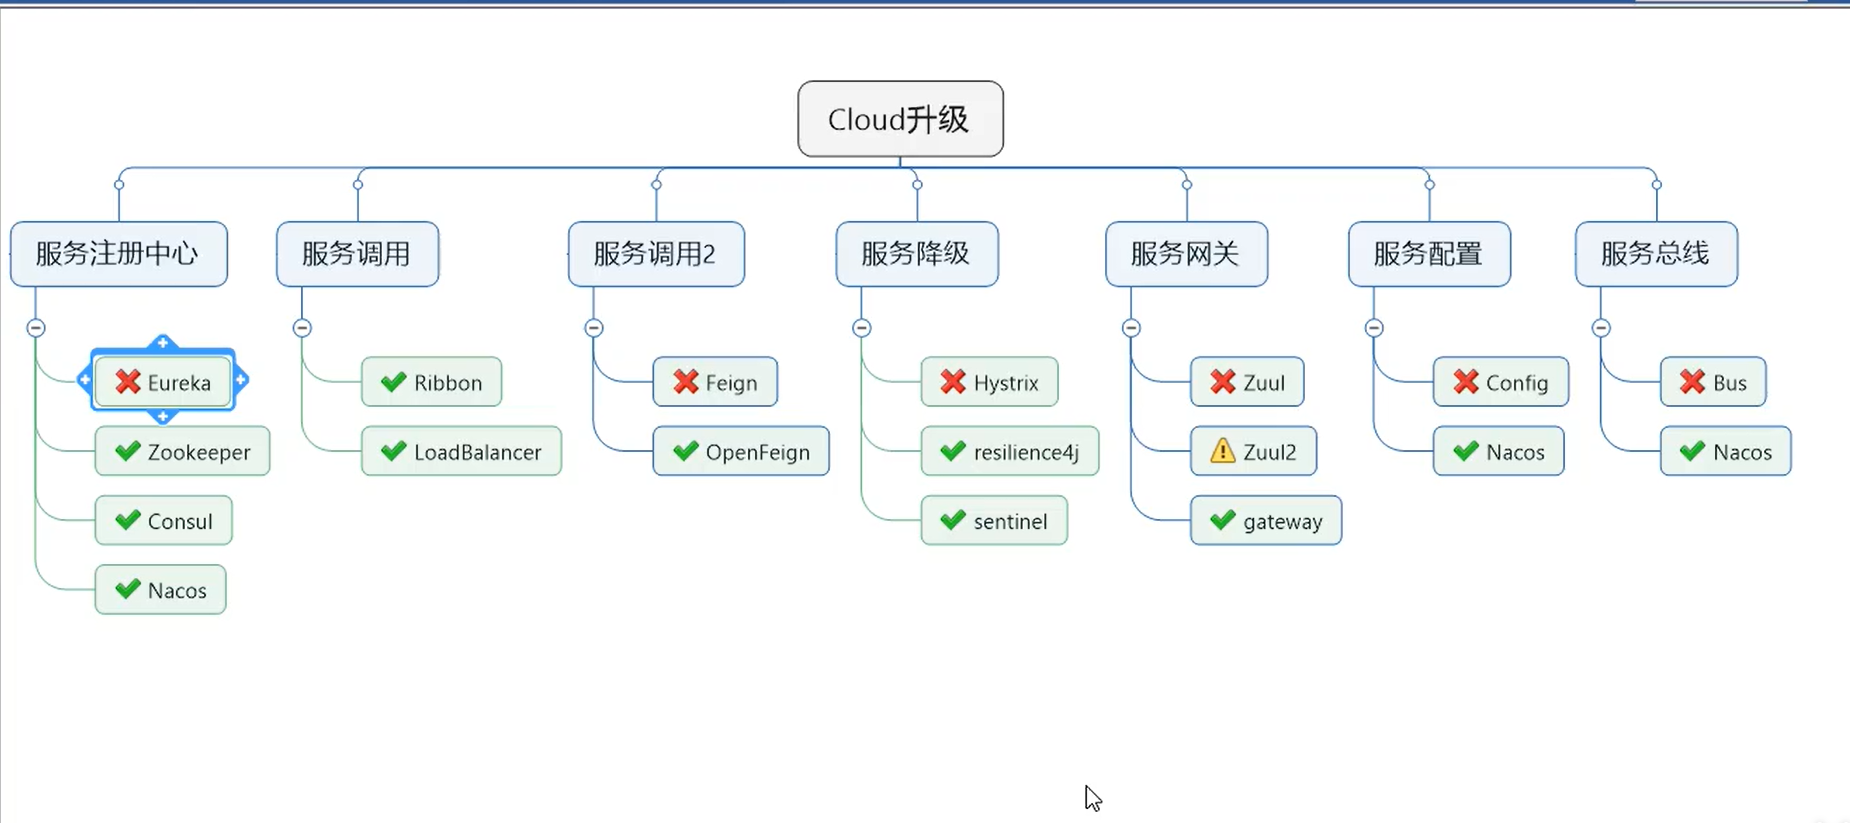 Cloud升级
服务注册中心
Eureka
Zookeeper
Consul
Nacos
服务调用
Ribbon
LoadBalancer
服务调用2
Feign
OpenFeign
服务降级
Hystrix
resilience4j
sentinel
服务网关
Zuul
Zuul2
gateway
服务配置
Config
Nacos
服务总线
Bus
Nacos